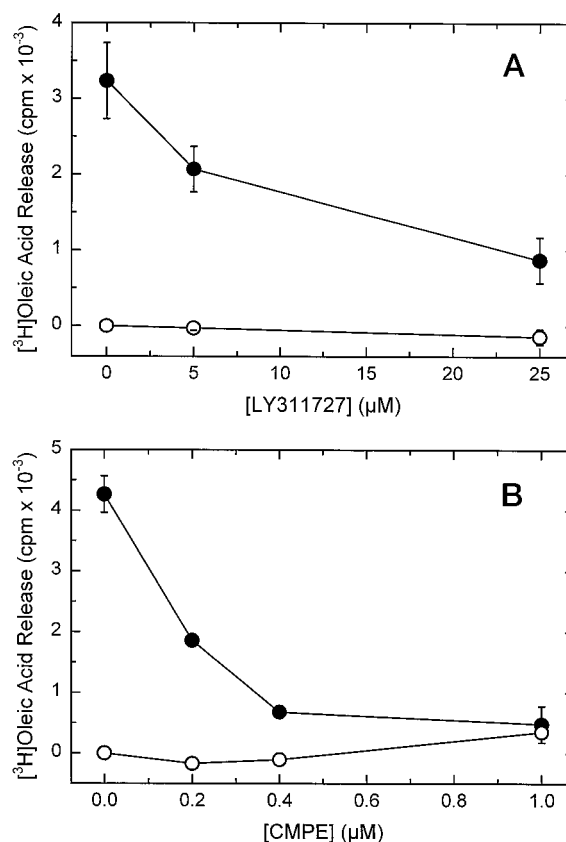 A
[³H]Oleic Acid Release (cpm x 10⁻³)
4
3
2
1
0
0 5 10 15 20 25
[LY311727] (µM)
B
[³H]Oleic Acid Release (cpm x 10⁻³)
5
4
3
2
1
0
0.0 0.2 0.4 0.6 0.8 1.0
[CMPE] (µM)